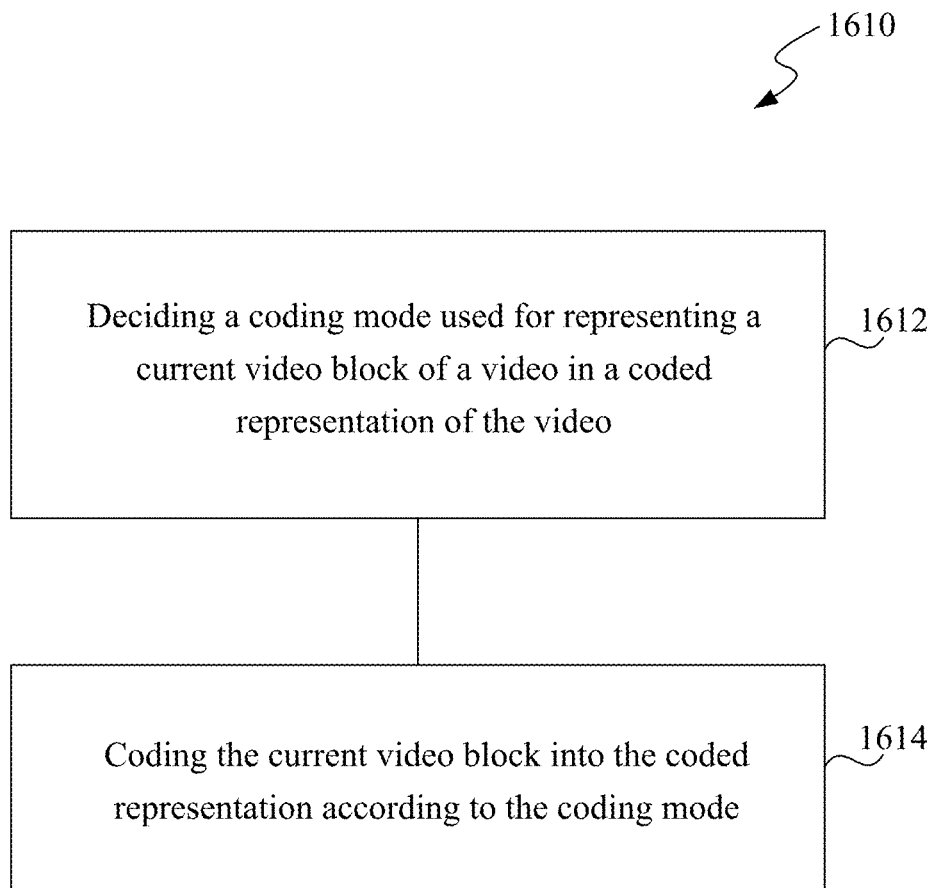 1610
Deciding a coding mode used for representing a
current video block of a video in a coded
representation of the video
1612
Coding the current video block into the coded
representation according to the coding mode
1614